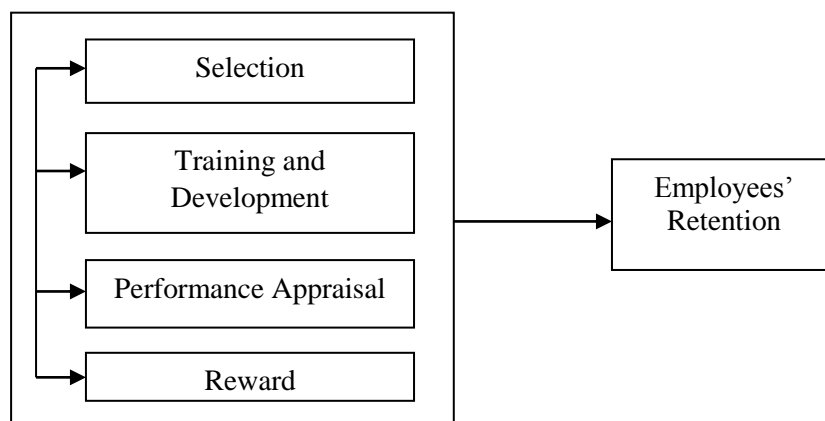 Selection
Training and
Development
Performance Appraisal
Reward
Employees’
Retention